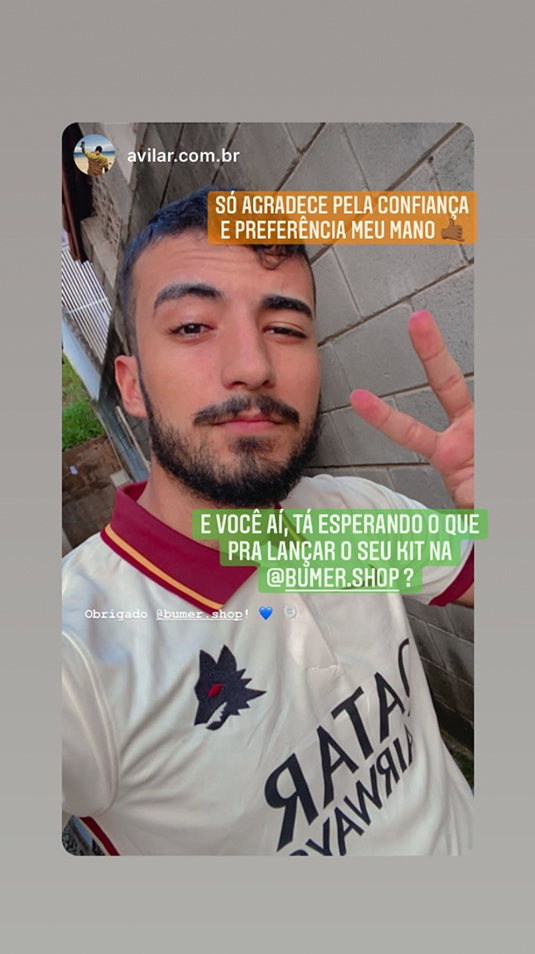 avilar.com.br
SÓ AGRADECE PELA CONFIANÇA
E PREFERÊNCIA MEU MANO 🤙🏾
E VOCÊ AÍ, TÁ ESPERANDO O QUE
PRA LANÇAR O SEU KIT NA
@BUMER.SHOP ?
Obrigado @bumer.shop! 💙
QATAR
AIRWAYS